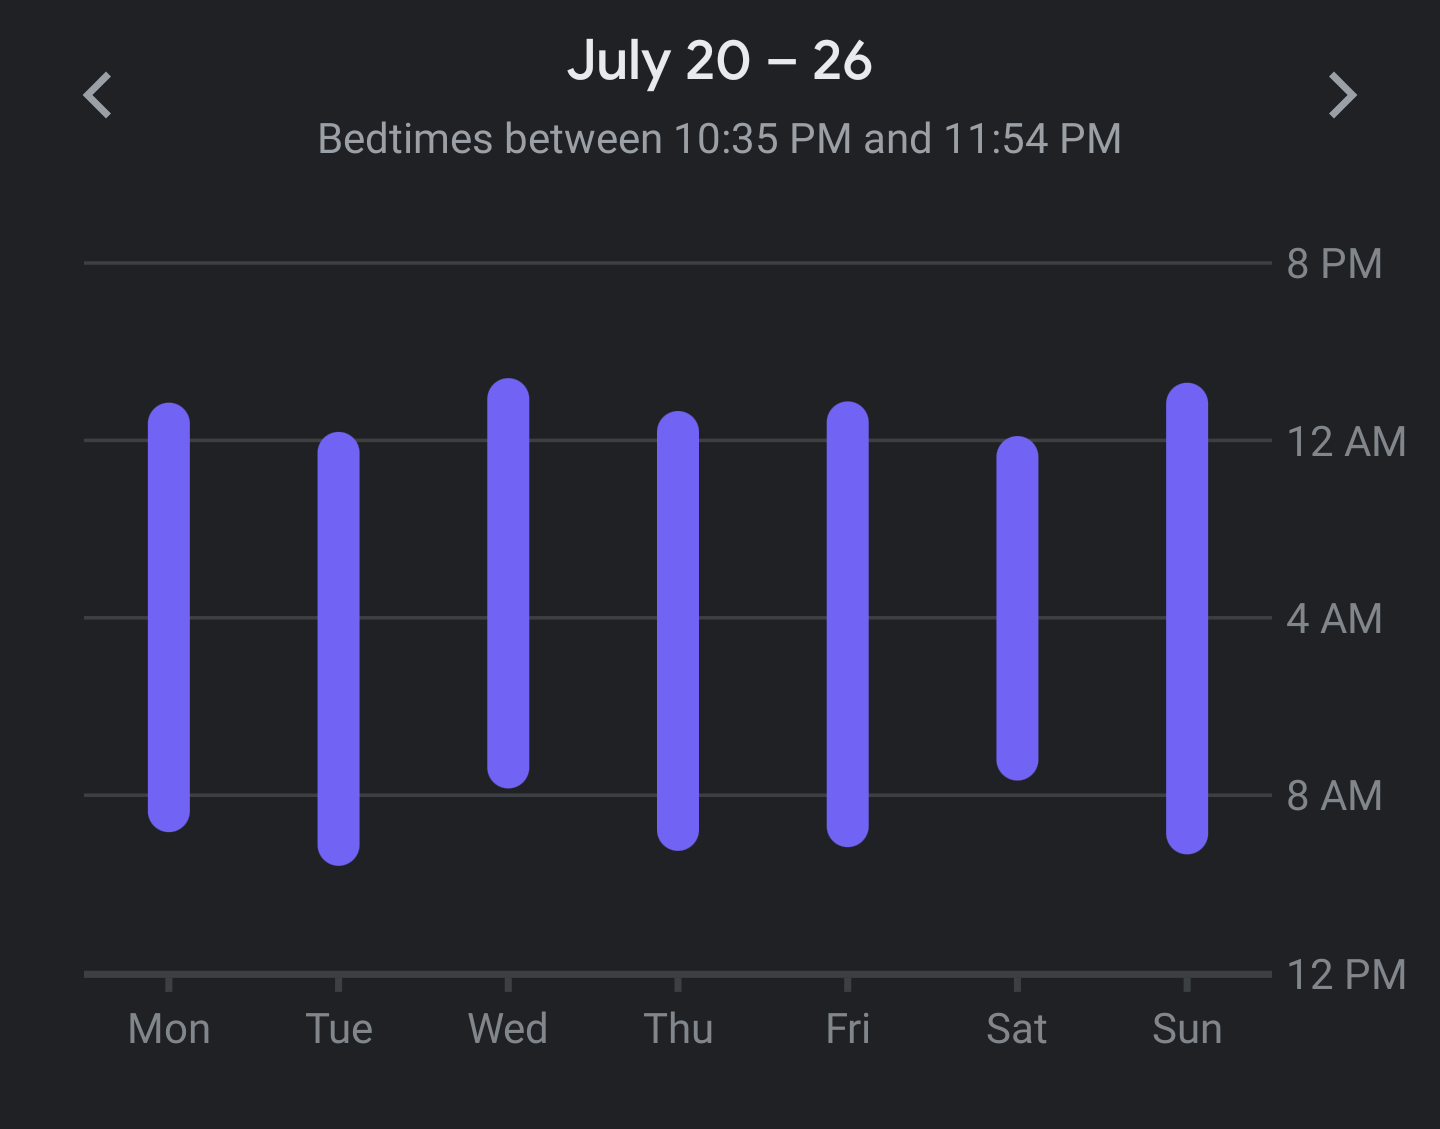 July 20 – 26
Bedtimes between 10:35 PM and 11:54 PM
8 PM
12 AM
4 AM
8 AM
12 PM
Mon Tue Wed Thu Fri Sat Sun